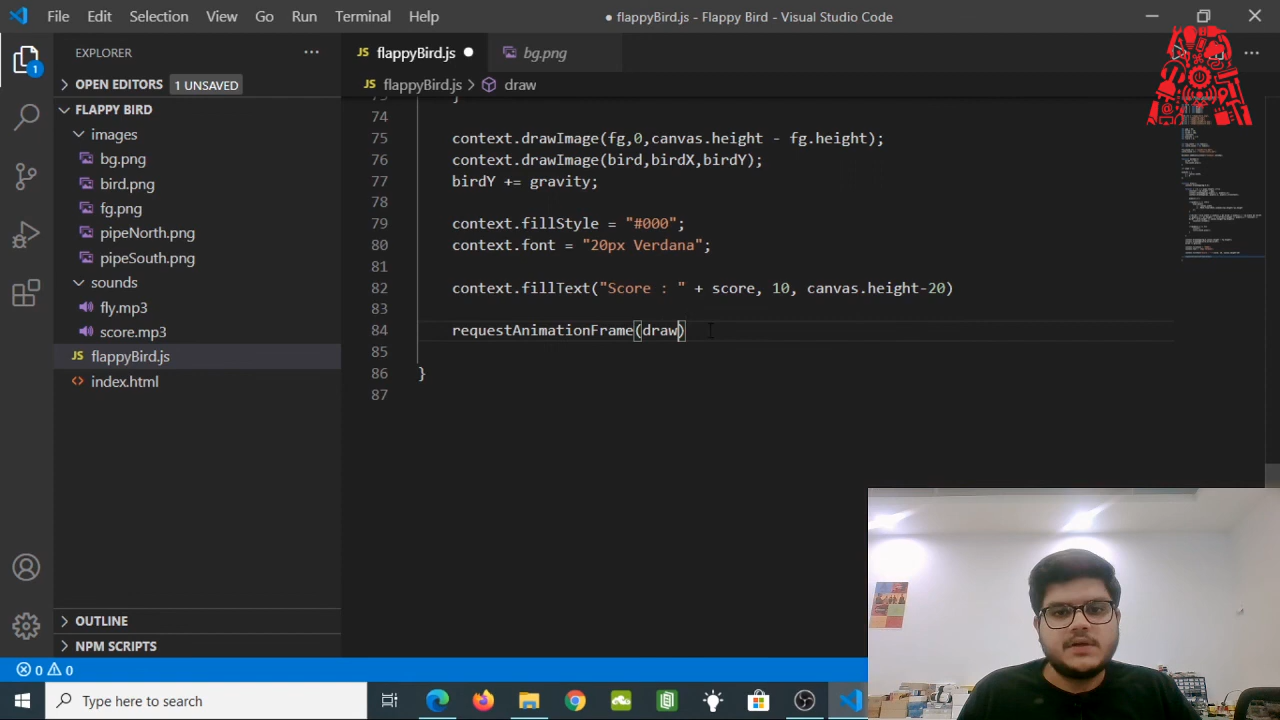 File Edit Selection View Go Run Terminal Help
● flappyBird.js - Flappy Bird - Visual Studio Code
EXPLORER
OPEN EDITORS 1 UNSAVED
FLAPPY BIRD
images
bg.png
bird.png
fg.png
pipeNorth.png
pipeSouth.png
sounds
fly.mp3
score.mp3
JS flappyBird.js
<> index.html
OUTLINE
NPM SCRIPTS
JS flappyBird.js ●
bg.png
JS flappyBird.js > draw
74
75 context.drawImage(fg,0,canvas.height - fg.height);
76 context.drawImage(bird,birdX,birdY);
77 birdY += gravity;
78
79 context.fillStyle = "#000";
80 context.font = "20px Verdana";
81
82 context.fillText("Score : " + score, 10, canvas.height-20)
83
84 requestAnimationFrame(draw)
85
86 }
87
1
0 0
Type here to search